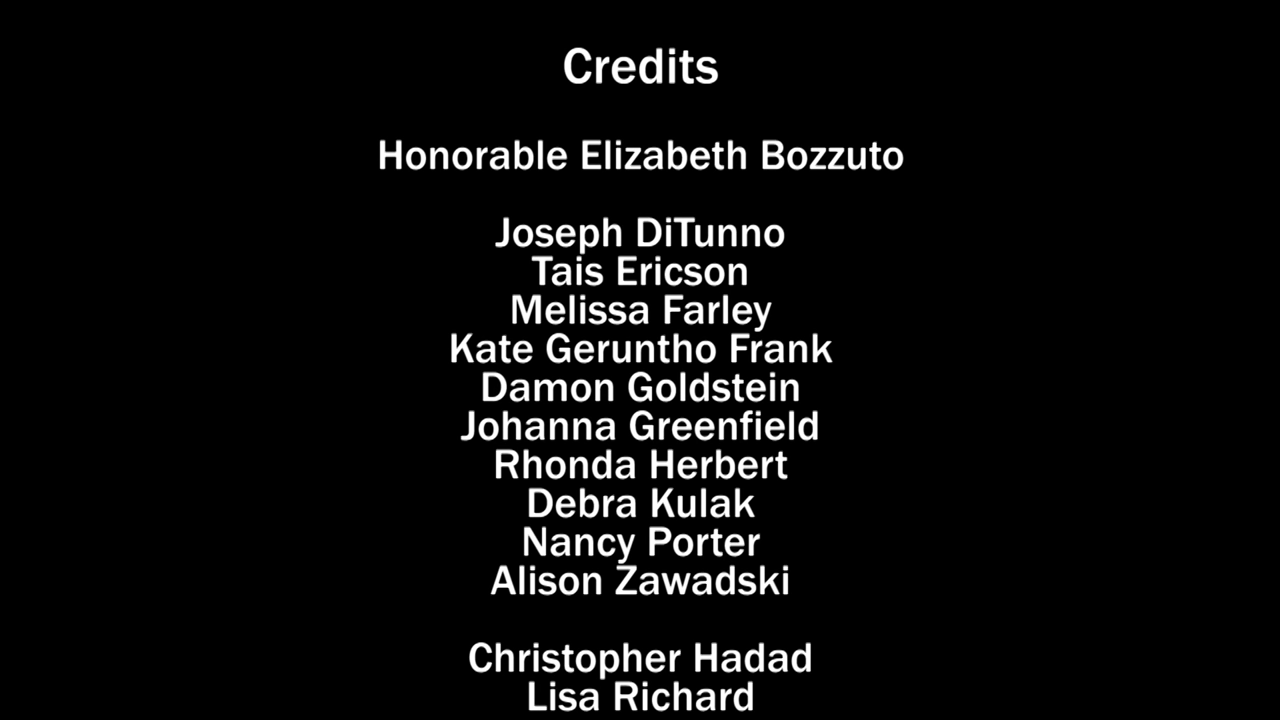 Credits
Honorable Elizabeth Bozzuto
Joseph DiTunno
Tais Ericson
Melissa Farley
Kate Geruntho Frank
Damon Goldstein
Johanna Greenfield
Rhonda Herbert
Debra Kulak
Nancy Porter
Alison Zawadski
Christopher Hadad
Lisa Richard